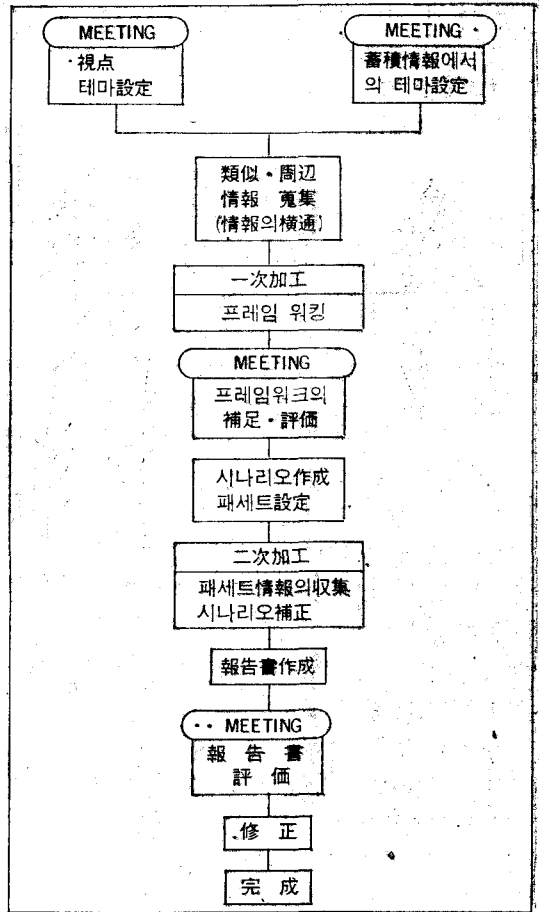 MEETING
視点
테마設定
MEETING
蓄積情報에서
의 테마設定
類似・周辺
情報 蒐集
(情報의横通)
一次加工
프레임 워킹
MEETING
프레임워크의
補足・評価
시나리오作成
패세트設定
二次加工
패세트情報의収集
시나리오補正
報告書作成
MEETING
報 告 書
評 価
修 正
完 成